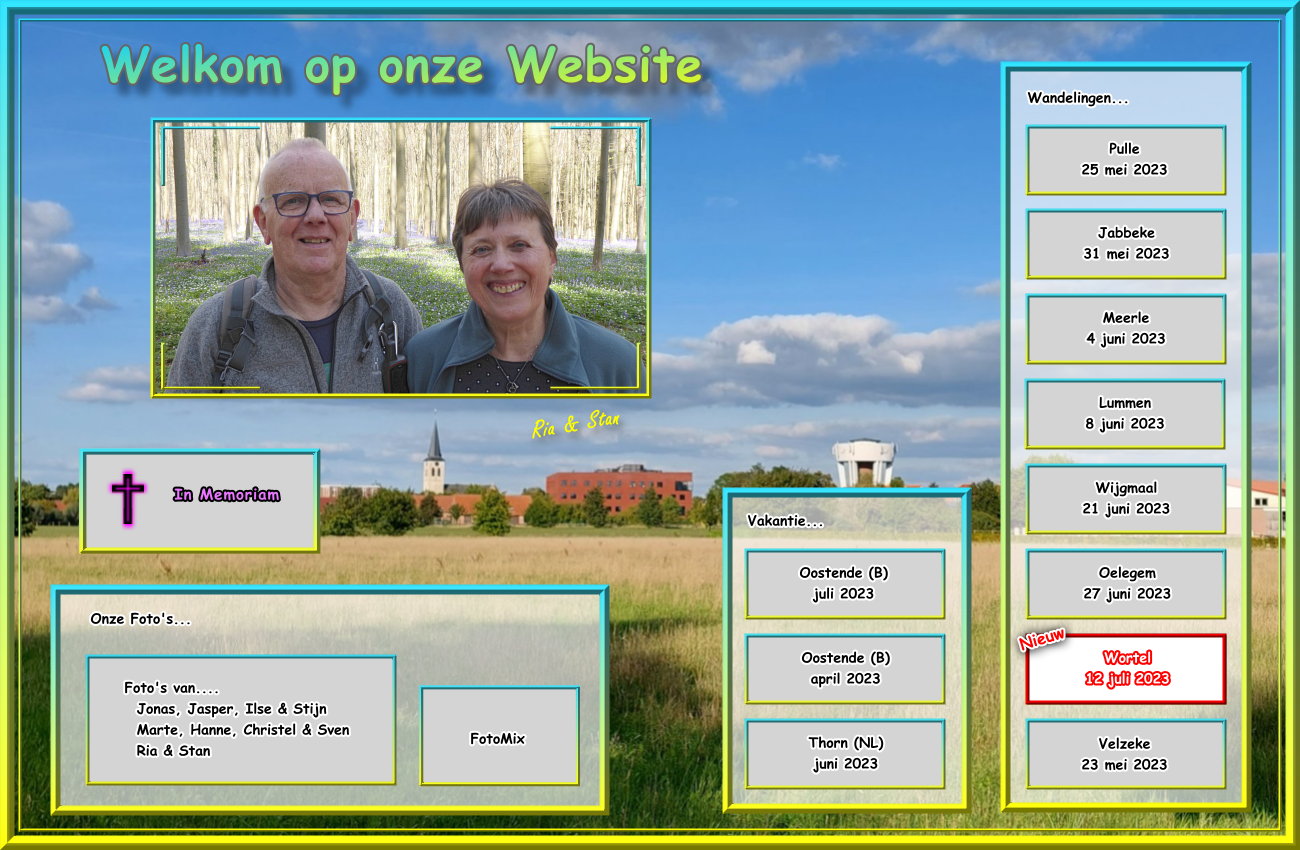 Welkom op onze Website
Ria & Stan
In Memoriam
Onze Foto's...
Foto's van....
Jonas, Jasper, Ilse & Stijn
Marte, Hanne, Christel & Sven
Ria & Stan
FotoMix
Vakantie...
Oostende (B)
juli 2023
Oostende (B)
april 2023
Thorn (NL)
juni 2023
Wandelingen...
Pulle
25 mei 2023
Jabbeke
31 mei 2023
Meerle
4 juni 2023
Lummen
8 juni 2023
Wijgmaal
21 juni 2023
Oelegem
27 juni 2023
Nieuw
Wortel
12 juli 2023
Velzeke
23 mei 2023